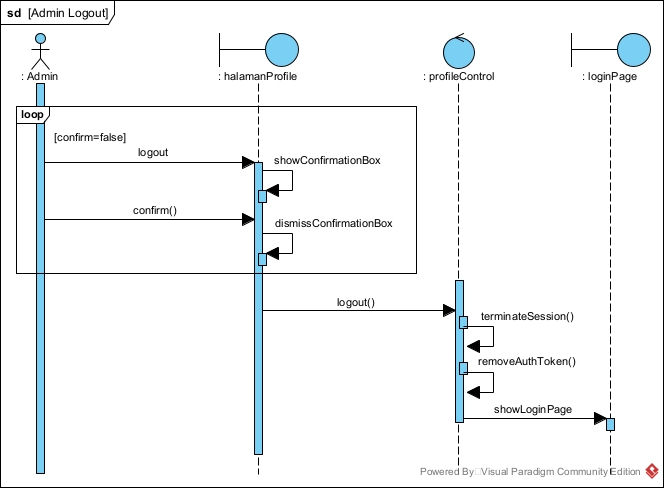 sd [Admin Logout]
: Admin
: halamanProfile
: profileControl
: loginPage
loop
[confirm=false]
logout
showConfirmationBox
confirm()
dismissConfirmationBox
logout()
terminateSession()
removeAuthToken()
showLoginPage
Powered By Visual Paradigm Community Edition